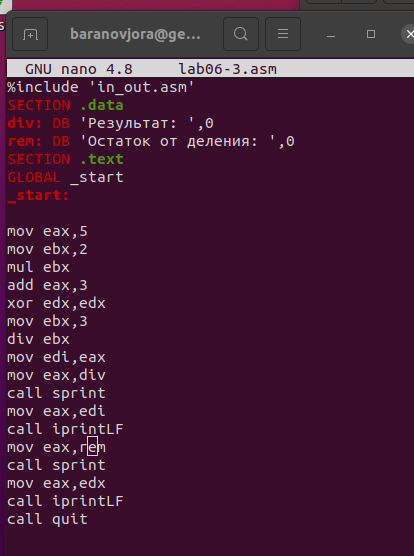 baranovjora@ge...
GNU nano 4.8 lab06-3.asm
%include 'in_out.asm'
SECTION .data
div: DB 'Результат: ',0
rem: DB 'Остаток от деления: ',0
SECTION .text
GLOBAL _start
_start:
mov eax,5
mov ebx,2
mul ebx
add eax,3
xor edx,edx
mov ebx,3
div ebx
mov edi,eax
mov eax,div
call sprint
mov eax,edi
call iprintLF
mov eax,rem
call sprint
mov eax,edx
call iprintLF
call quit